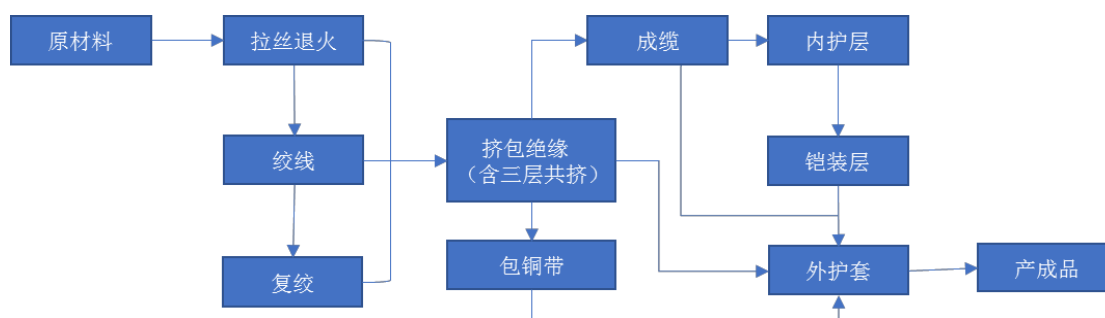 原材料
拉丝退火
成缆
内护层
绞线
挤包绝缘
（含三层共挤）
铠装层
复绞
包铜带
外护套
产成品